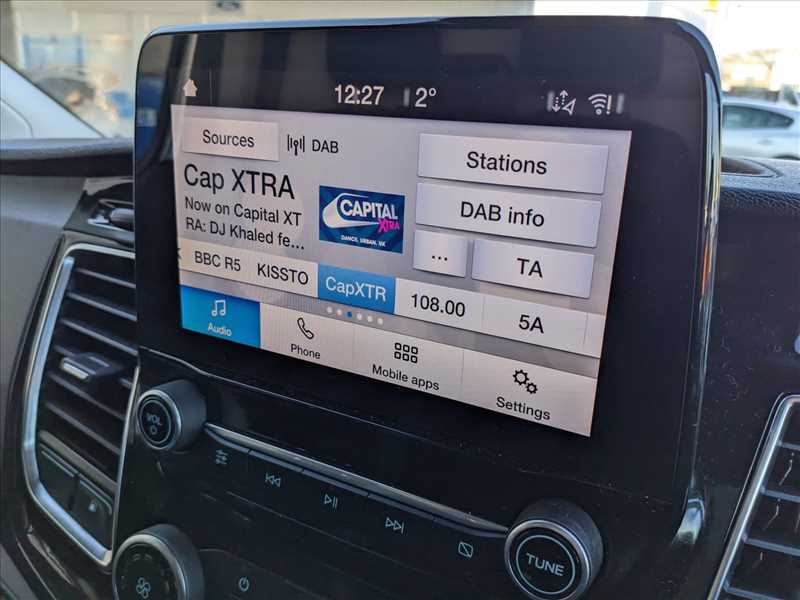 12:27 2°
Sources DAB
Stations
Cap XTRA
Now on Capital XT
RA: DJ Khaled fe...
CAPITAL
XTRA
DANCE. URBAN. UK
DAB info
... TA
BBC R5 KISSTO CapXTR 108.00 5A
Audio Phone Mobile apps Settings
VOL
TUNE